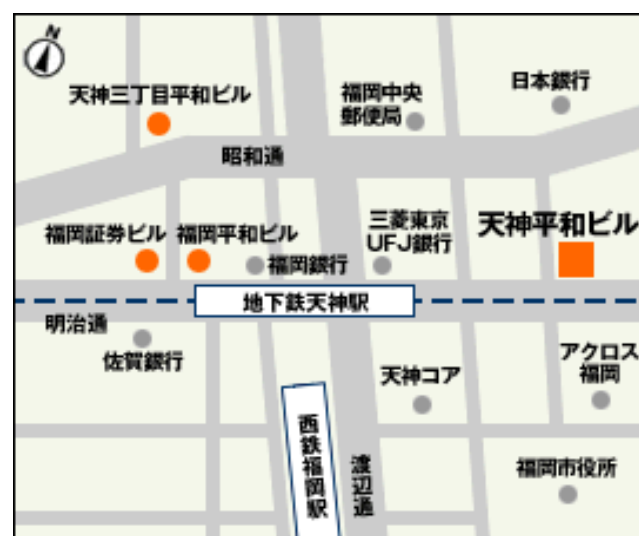 N
天神三丁目平和ビル
福岡中央
郵便局
日本銀行
昭和通
福岡証券ビル
福岡平和ビル
福岡銀行
三菱東京
UFJ銀行
天神平和ビル
地下鉄天神駅
明治通
佐賀銀行
天神コア
アクロス
福岡
西鉄福岡駅
渡辺通
福岡市役所